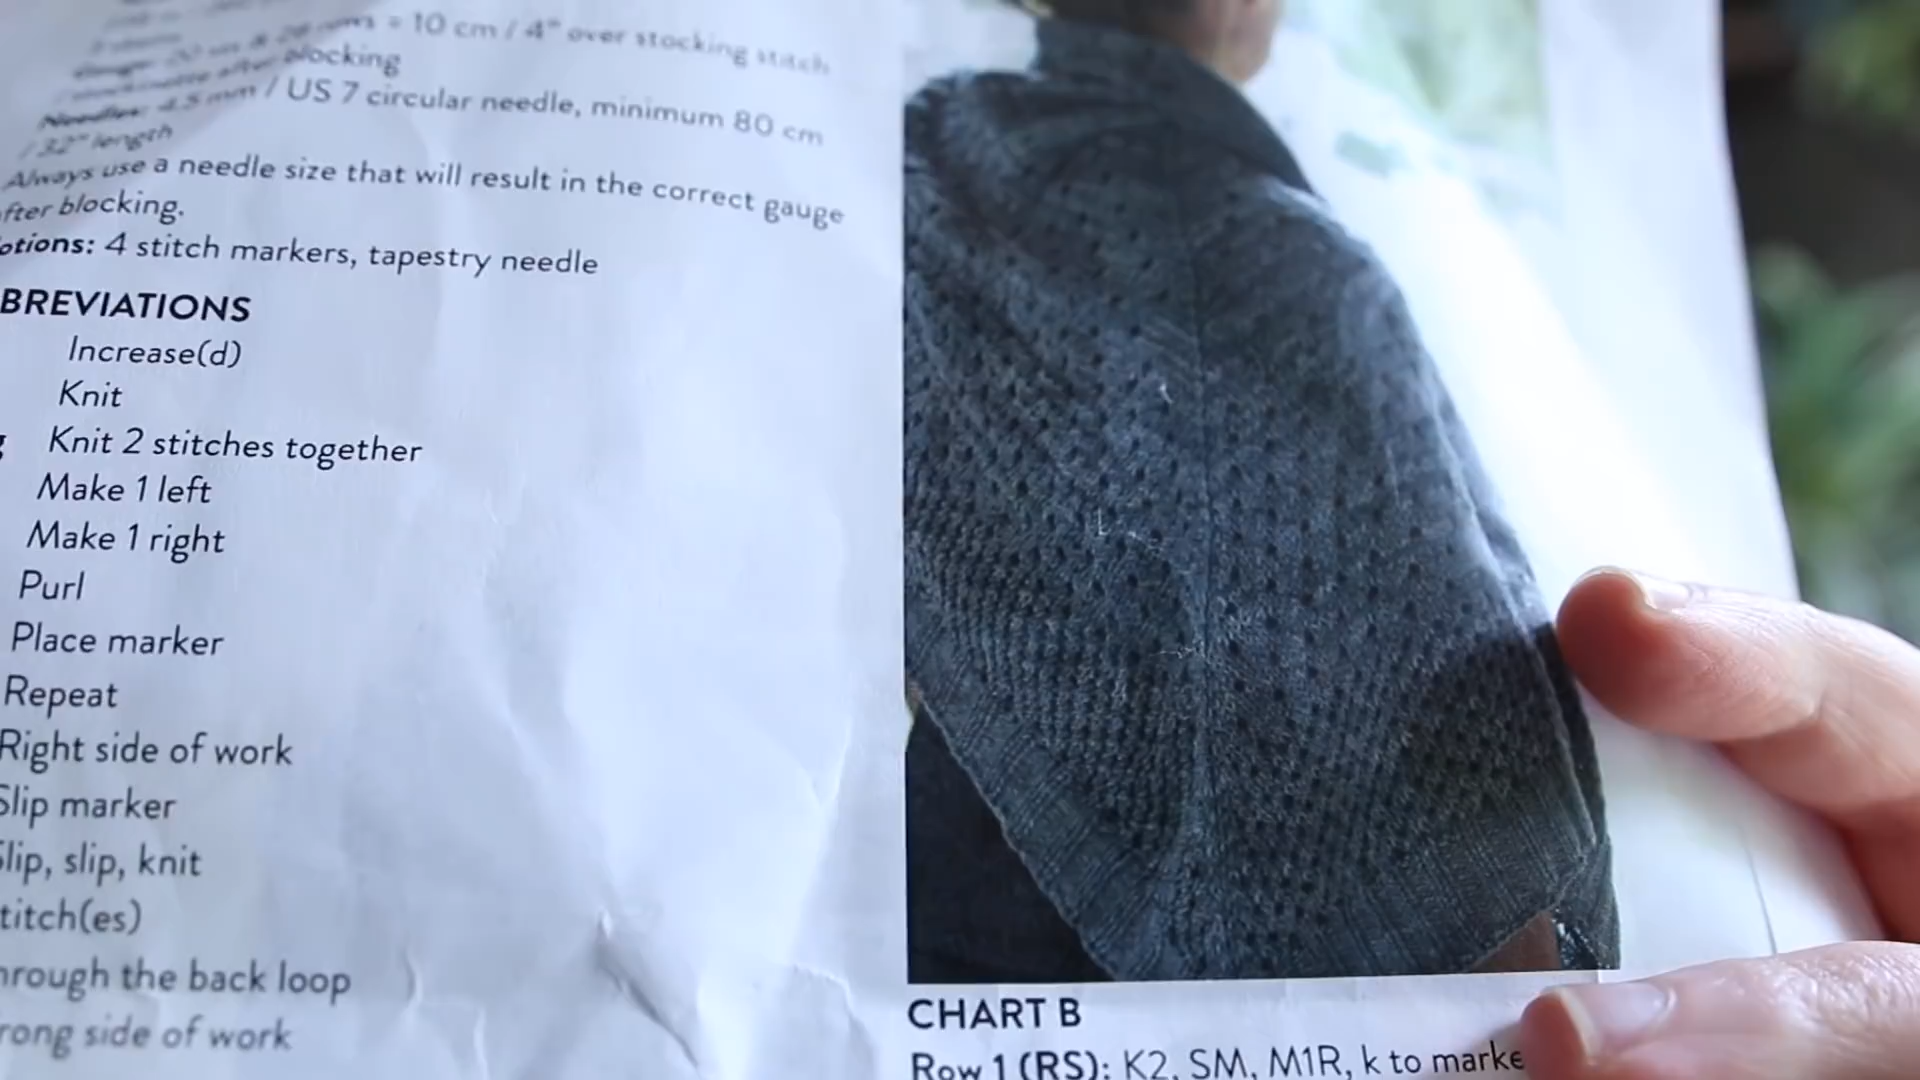 = 10 cm / 4" over stocking stitch
after blocking
Needles: 4.5 mm / US 7 circular needle, minimum 80 cm
/ 32" length
Always use a needle size that will result in the correct gauge
fter blocking.
otions: 4 stitch markers, tapestry needle
BREVIATIONS
Increase(d)
Knit
Knit 2 stitches together
Make 1 left
Make 1 right
Purl
Place marker
Repeat
Right side of work
Slip marker
Slip, slip, knit
titch(es)
hrough the back loop
rong side of work
CHART B
Row 1 (RS): K2, SM, M1R, k to marke